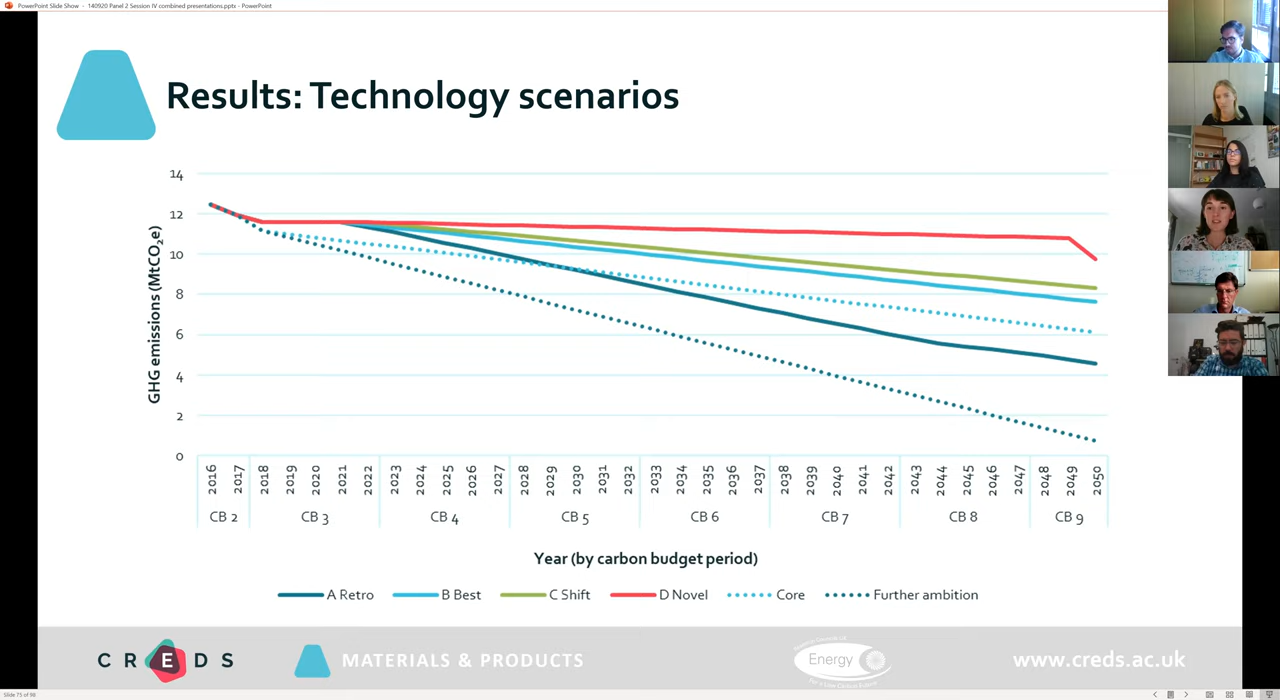 PowerPoint Slide Show - 140920 Panel 2 Session IV combined presentations.ppts - PowerPoint
Results: Technology scenarios
GHG emissions (MtCO₂e)
14
12
10
8
6
4
2
0
2016 2017 2018 2019 2020 2021 2022 2023 2024 2025 2026 2027 2028 2029 2030 2031 2032 2033 2034 2035 2036 2037 2038 2039 2040 2041 2042 2043 2044 2045 2046 2047 2048 2049 2050
CB 2 CB 3 CB 4 CB 5 CB 6 CB 7 CB 8 CB 9
Year (by carbon budget period)
A Retro B Best C Shift D Novel Core Further ambition
CREDS MATERIALS & PRODUCTS Energy www.creds.ac.uk
Slide 75 of 98